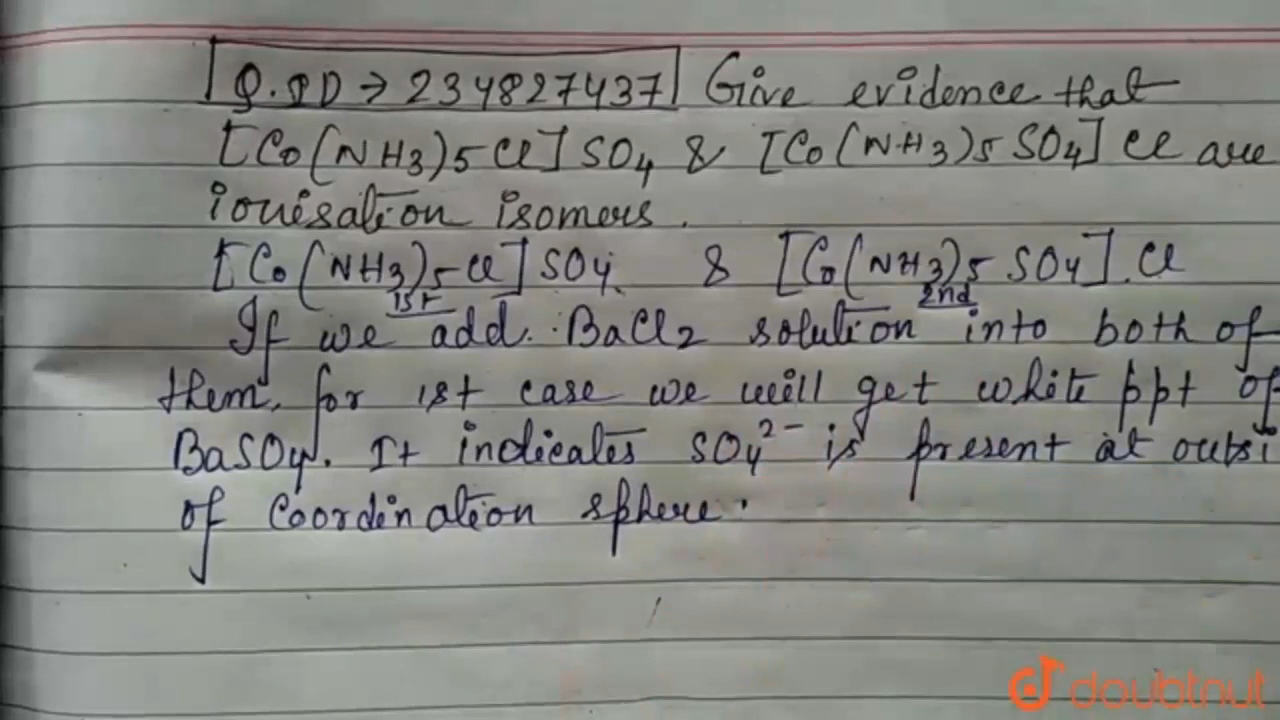 Q.ID → 234827437 Give evidence that
[Co(NH3)5Cl]SO4 & [Co(NH3)5SO4]Cl are
ionisation isomers.
[Co(NH3)5Cl]SO4 & [Co(NH3)5SO4].Cl
1st 2nd
If we add. BaCl2 solution into both of
them, for 1st case we will get white ppt of
BaSO4. It indicates SO4²⁻ is present at outsi
of coordination sphere.
doubtnut